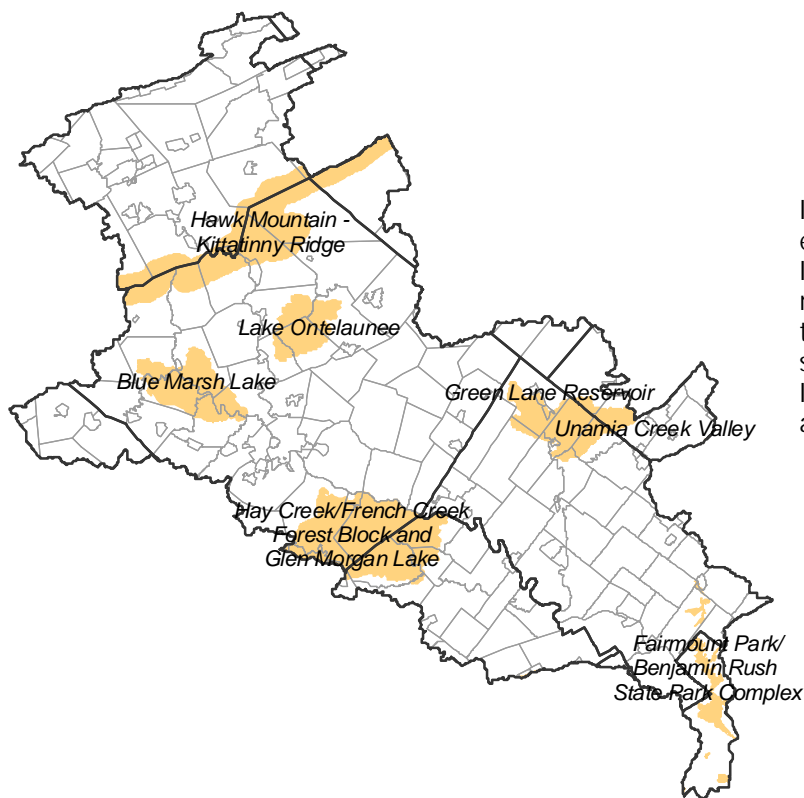 Hawk Mountain -
Kittatinny Ridge
Lake Ontelaunee
Blue Marsh Lake
Green Lane Reservoir
Unamia Creek Valley
Hay Creek/French Creek
Forest Block and
Glen Morgan Lake
Fairmount Park/
Benjamin Rush
State Park Complex